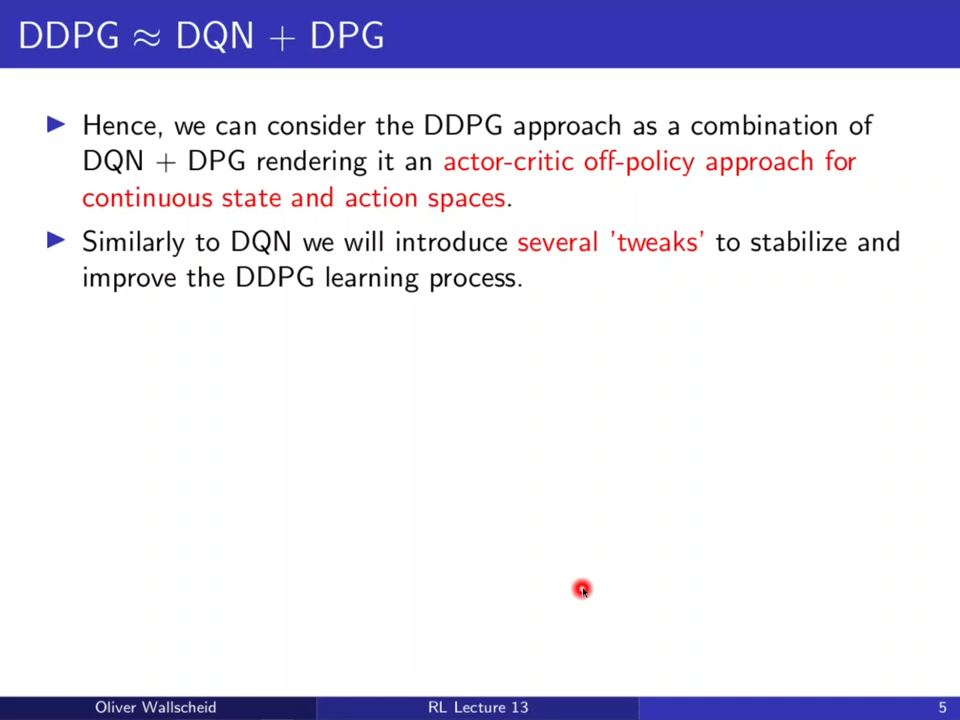 DDPG ≈ DQN + DPG
▶ Hence, we can consider the DDPG approach as a combination of
DQN + DPG rendering it an actor-critic off-policy approach for
continuous state and action spaces.
▶ Similarly to DQN we will introduce several 'tweaks' to stabilize and
improve the DDPG learning process.
Oliver Wallscheid
RL Lecture 13
5